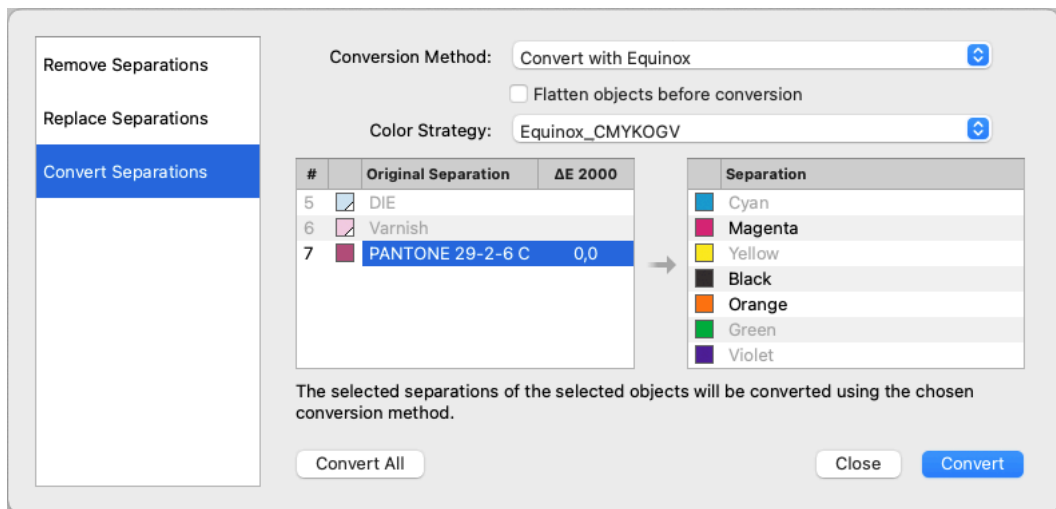 Remove Separations
Replace Separations
Convert Separations
Conversion Method: Convert with Equinox
Flatten objects before conversion
Color Strategy: Equinox_CMYKOGV
# Original Separation ΔE 2000
5 DIE
6 Varnish
7 PANTONE 29-2-6 C 0,0
Separation
Cyan
Magenta
Yellow
Black
Orange
Green
Violet
The selected separations of the selected objects will be converted using the chosen
conversion method.
Convert All Close Convert